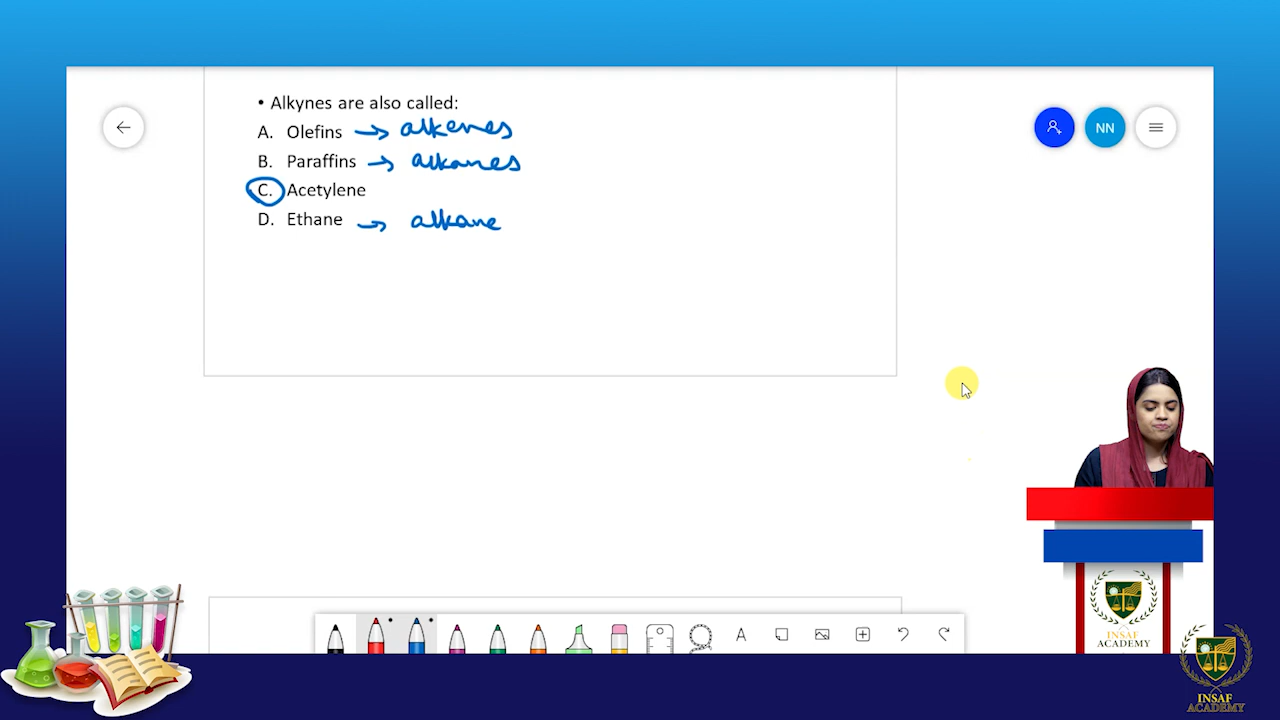 • Alkynes are also called:
A. Olefins → alkenes
B. Paraffins → alkanes
C. Acetylene
D. Ethane → alkane
NN
A
INSAF
ACADEMY
INSAF
ACADEMY